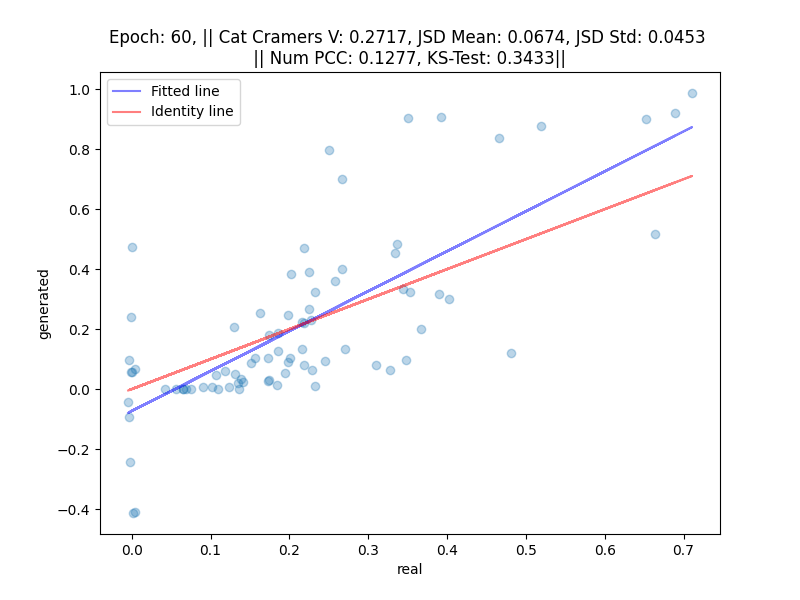 Epoch: 60, || Cat Cramers V: 0.2717, JSD Mean: 0.0674, JSD Std: 0.0453
|| Num PCC: 0.1277, KS-Test: 0.3433||
Fitted line
Identity line
1.0
0.8
0.6
0.4
0.2
0.0
−0.2
−0.4
generated
0.0 0.1 0.2 0.3 0.4 0.5 0.6 0.7
real